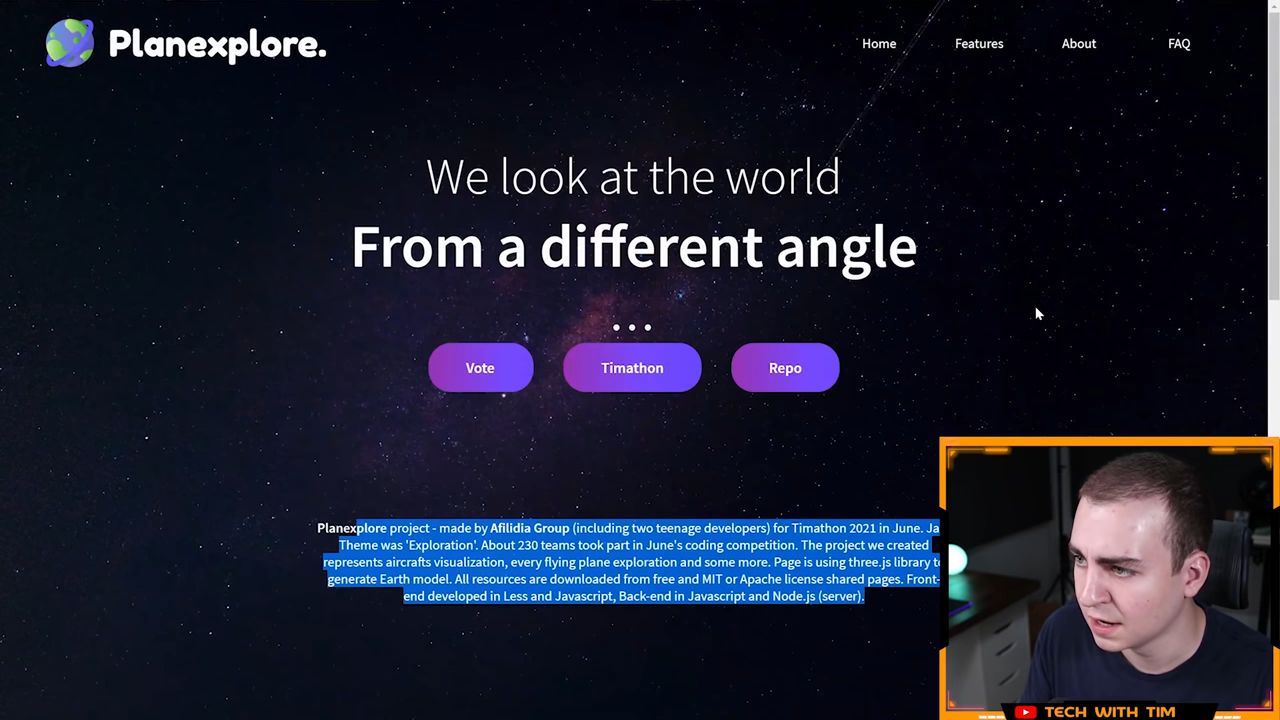 Planexplore.
Home Features About FAQ
We look at the world
From a different angle
Vote Timathon Repo
Planexplore project - made by Afilidia Group (including two teenage developers) for Timathon 2021 in June.
Theme was 'Exploration'. About 230 teams took part in June's coding competition. The project we created
represents aircrafts visualization, every flying plane exploration and some more. Page is using three.js library
generate Earth model. All resources are downloaded from free and MIT or Apache license shared pages. Front-
end developed in Less and Javascript, Back-end in Javascript and Node.js (server).
TECH WITH TIM